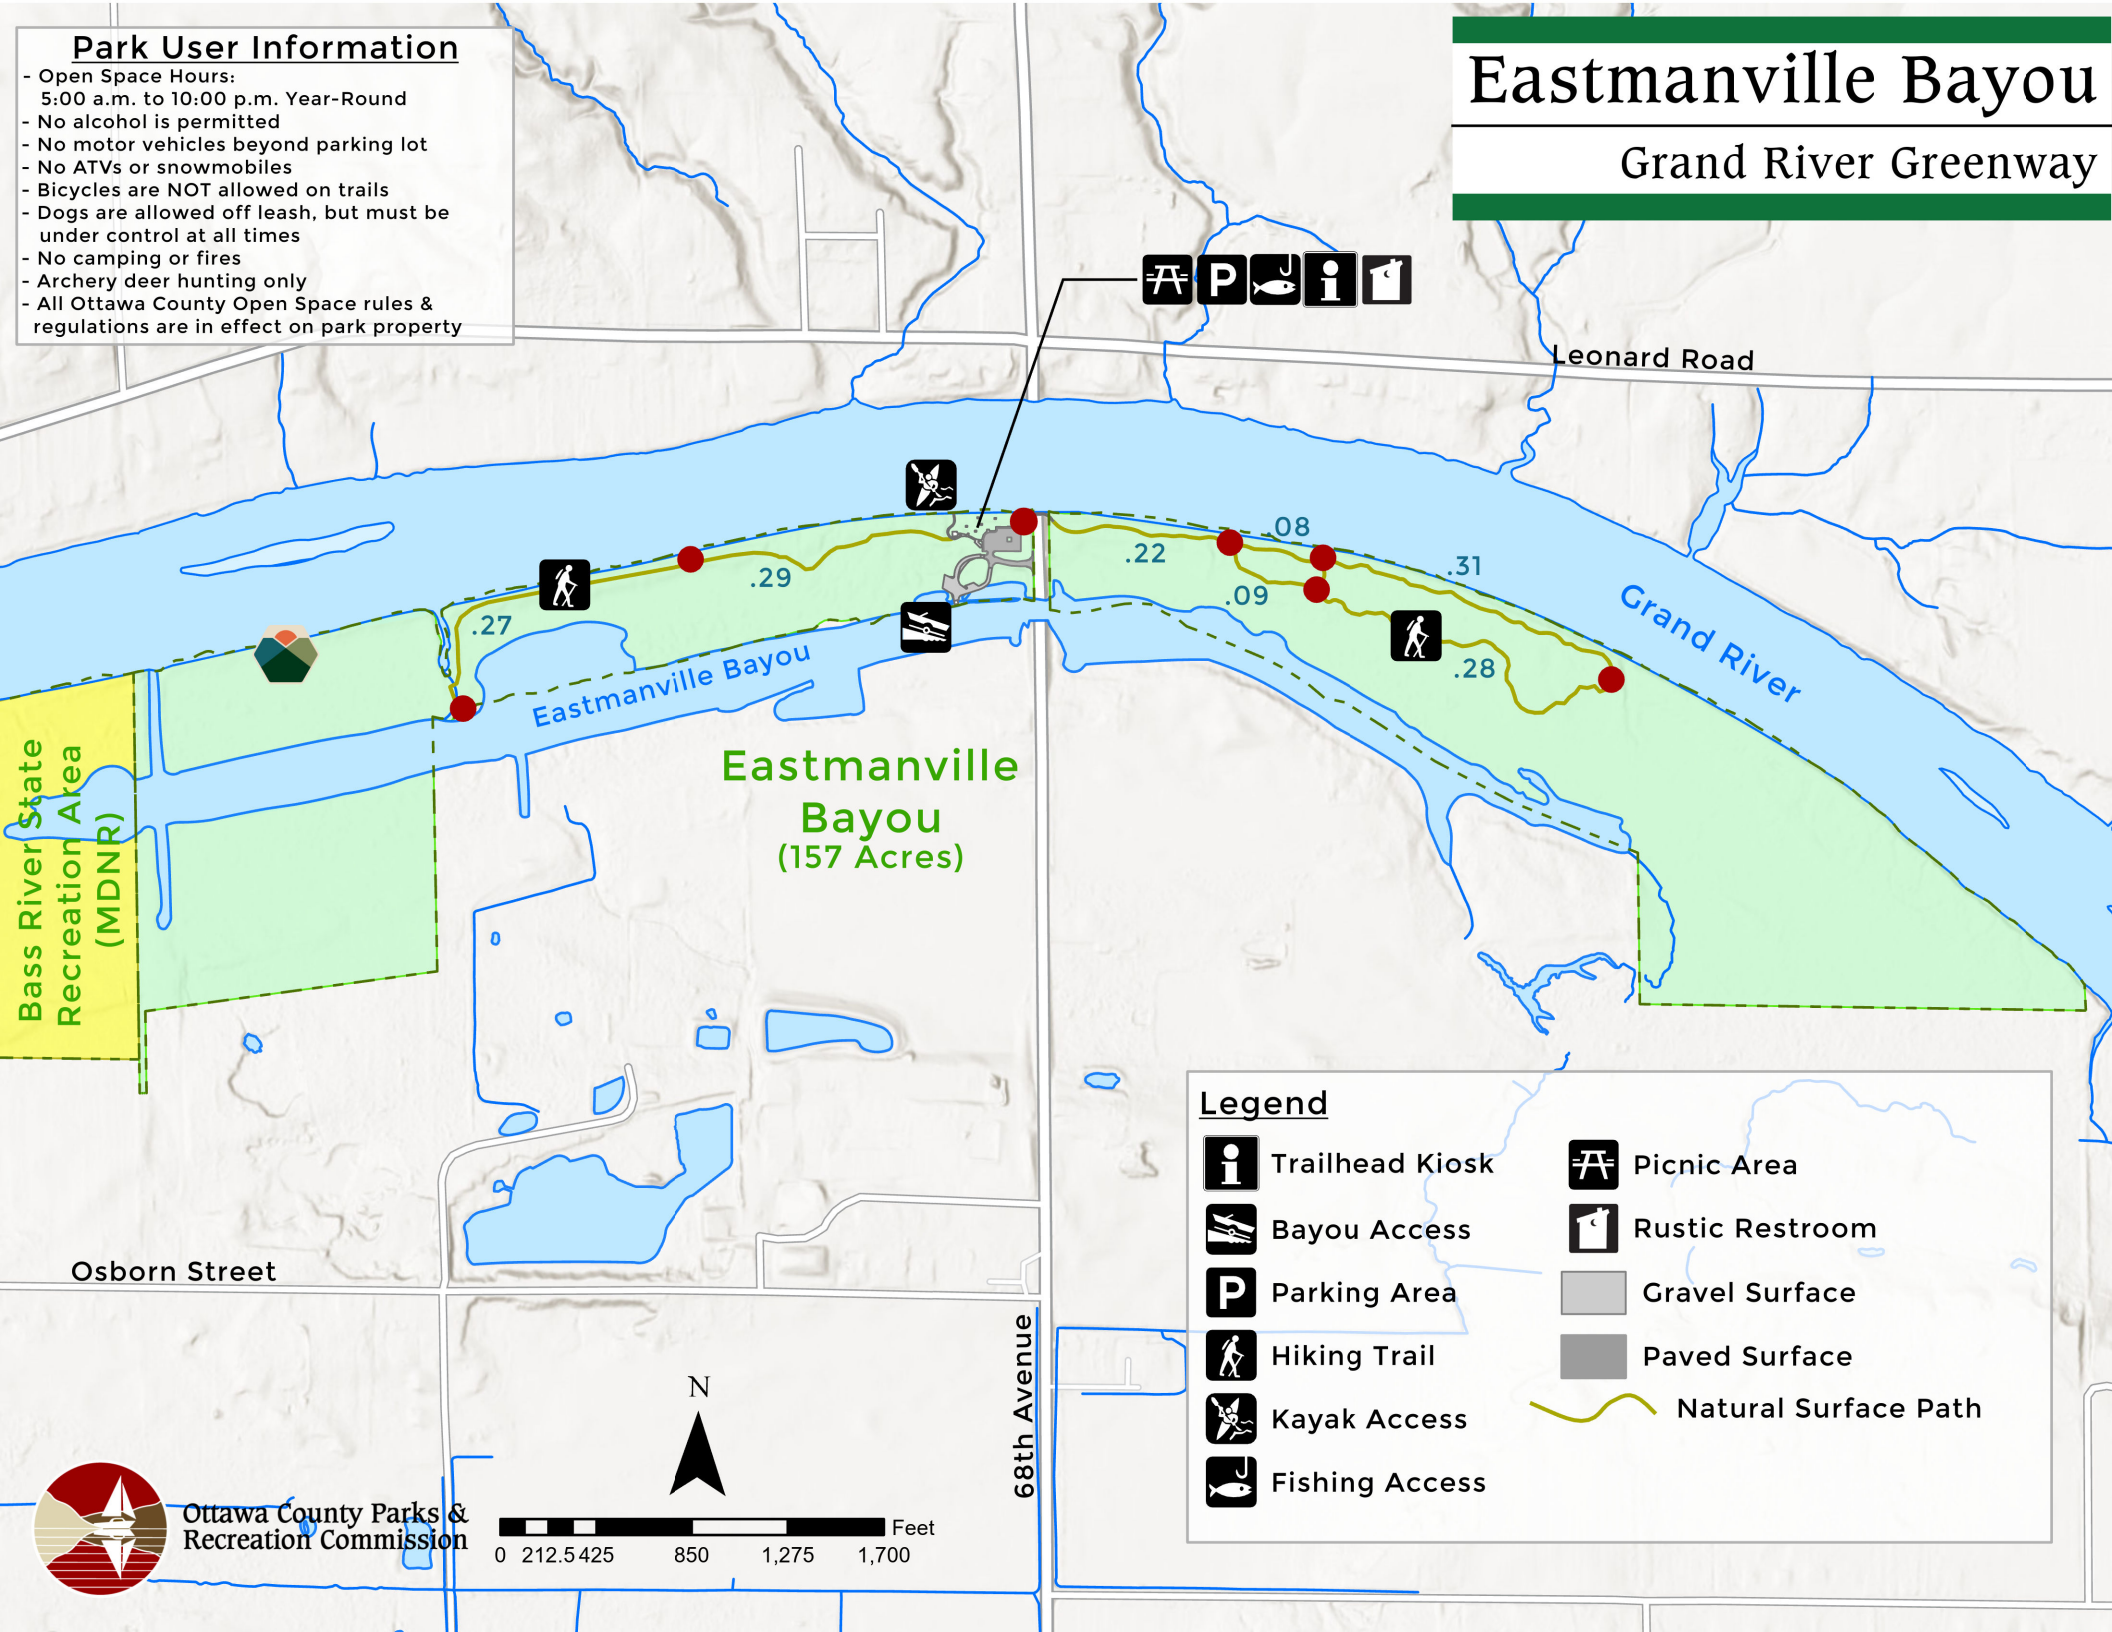 Park User Information
- Open Space Hours:
5:00 a.m. to 10:00 p.m. Year-Round
- No alcohol is permitted
- No motor vehicles beyond parking lot
- No ATVs or snowmobiles
- Bicycles are NOT allowed on trails
- Dogs are allowed off leash, but must be
under control at all times
- No camping or fires
- Archery deer hunting only
- All Ottawa County Open Space rules &
regulations are in effect on park property
Eastmanville Bayou
Grand River Greenway
P
i
Leonard Road
.08
.22
.31
.29
.09
.27
.28
Grand River
Eastmanville Bayou
Eastmanville
Bayou
(157 Acres)
Bass River State
Recreation Area
(MDNR)
Legend
i
Trailhead Kiosk
Picnic Area
Bayou Access
Rustic Restroom
P
Parking Area
Gravel Surface
Hiking Trail
Paved Surface
Kayak Access
Natural Surface Path
Fishing Access
Osborn Street
68th Avenue
N
Ottawa County Parks &
Recreation Commission
Feet
0 212.5 425 850 1,275 1,700